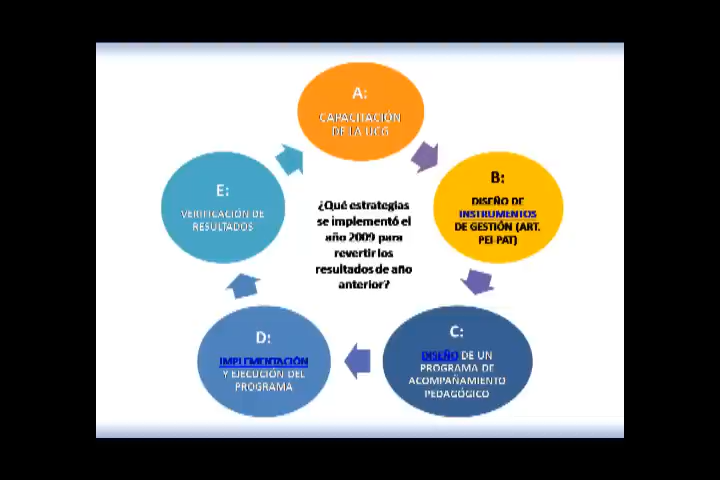 A:
CAPACITACIÓN
DE LA UCG
B:
DISEÑO DE
INSTRUMENTOS
DE GESTIÓN (ART.
PEI-PAT)
C:
DISEÑO DE UN
PROGRAMA DE
ACOMPAÑAMIENTO
PEDAGÓGICO
D:
IMPLEMENTACIÓN
Y EJECUCIÓN DEL
PROGRAMA
E:
VERIFICACIÓN DE
RESULTADOS
¿Qué estrategias
se implementó el
año 2009 para
revertir los
resultados de año
anterior?